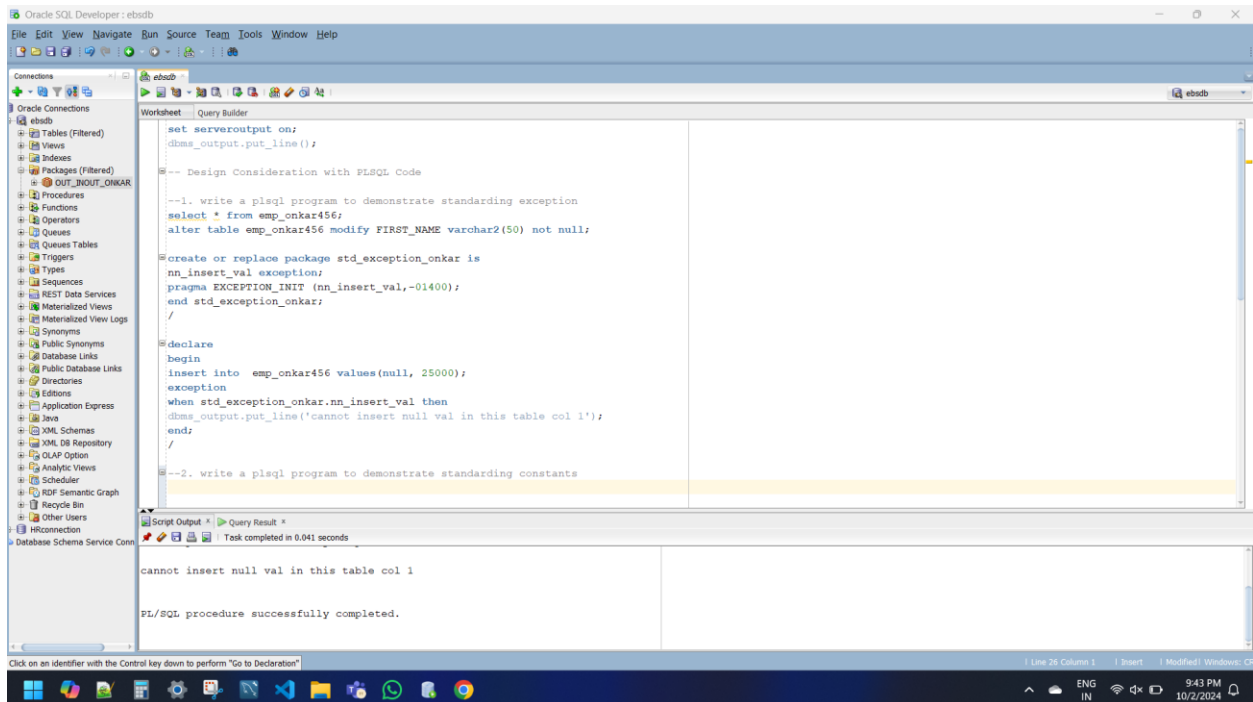 Oracle SQL Developer : ebsdb
File Edit View Navigate Run Source Team Tools Window Help
Connections
ebsdb
ebsdb
Worksheet Query Builder
Oracle Connections
ebsdb
Tables (Filtered)
Views
Indexes
Packages (Filtered)
OUT_INOUT_ONKAR
Procedures
Functions
Operators
Queues
Queues Tables
Triggers
Types
Sequences
REST Data Services
Materialized Views
Materialized View Logs
Synonyms
Public Synonyms
Database Links
Public Database Links
Directories
Editions
Application Express
Java
XML Schemas
XML DB Repository
OLAP Option
Analytic Views
Scheduler
RDF Semantic Graph
Recycle Bin
Other Users
HRconnection
Database Schema Service Conn
set serveroutput on;
dbms_output.put_line();
-- Design Consideration with PLSQL Code
--1. write a plsql program to demonstrate standarding exception
select * from emp_onkar456;
alter table emp_onkar456 modify FIRST_NAME varchar2(50) not null;
create or replace package std_exception_onkar is
nn_insert_val exception;
pragma EXCEPTION_INIT (nn_insert_val,-01400);
end std_exception_onkar;
/
declare
begin
insert into emp_onkar456 values(null, 25000);
exception
when std_exception_onkar.nn_insert_val then
dbms_output.put_line('cannot insert null val in this table col 1');
end;
/
--2. write a plsql program to demonstrate standarding constants
Script Output × Query Result ×
Task completed in 0.041 seconds
cannot insert null val in this table col 1
PL/SQL procedure successfully completed.
Click on an identifier with the Control key down to perform "Go to Declaration"
Line 26 Column 1 Insert Modified Windows: CR
ENG
IN
9:43 PM
10/2/2024